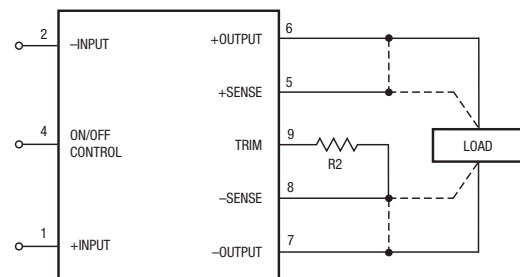 2
–INPUT
4
ON/OFF
CONTROL
1
+INPUT
+OUTPUT
6
+SENSE
5
TRIM
9
R2
–SENSE
8
–OUTPUT
7
LOAD